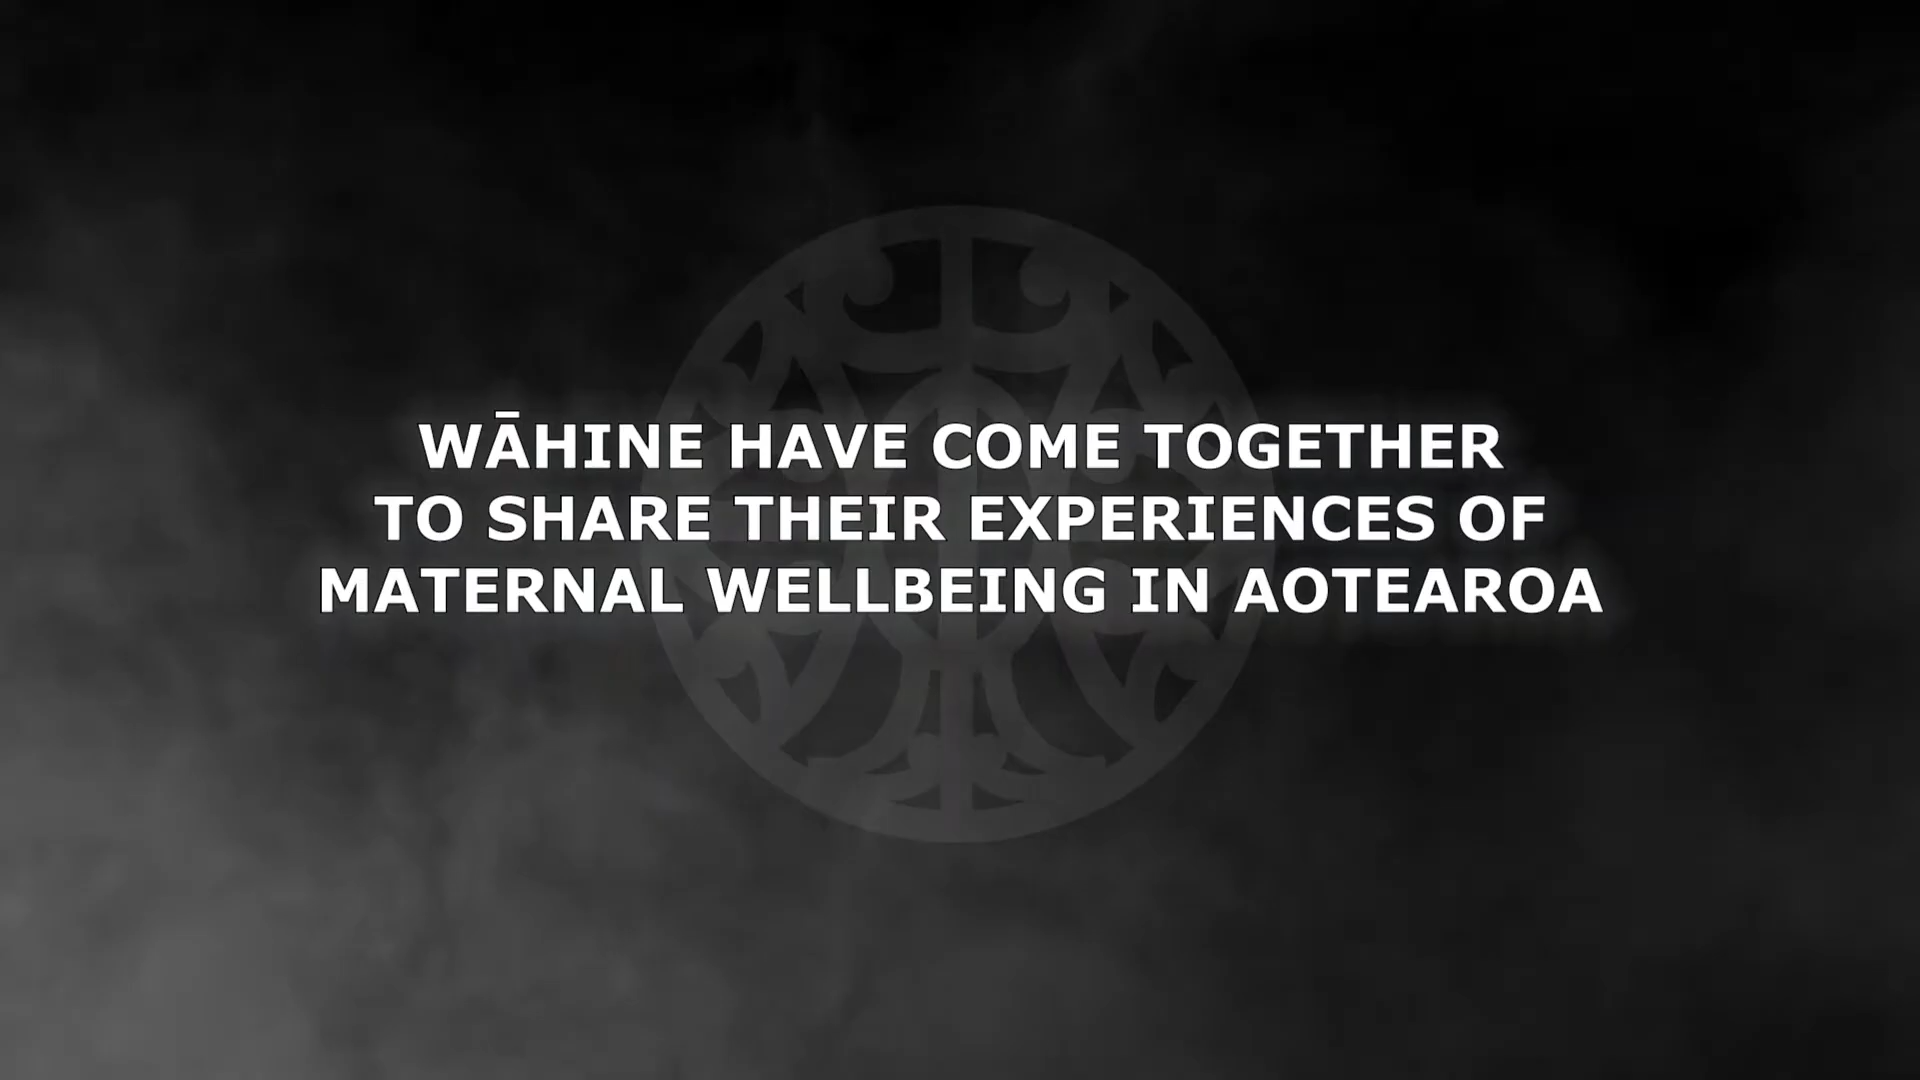 WĀHINE HAVE COME TOGETHER
TO SHARE THEIR EXPERIENCES OF
MATERNAL WELLBEING IN AOTEAROA